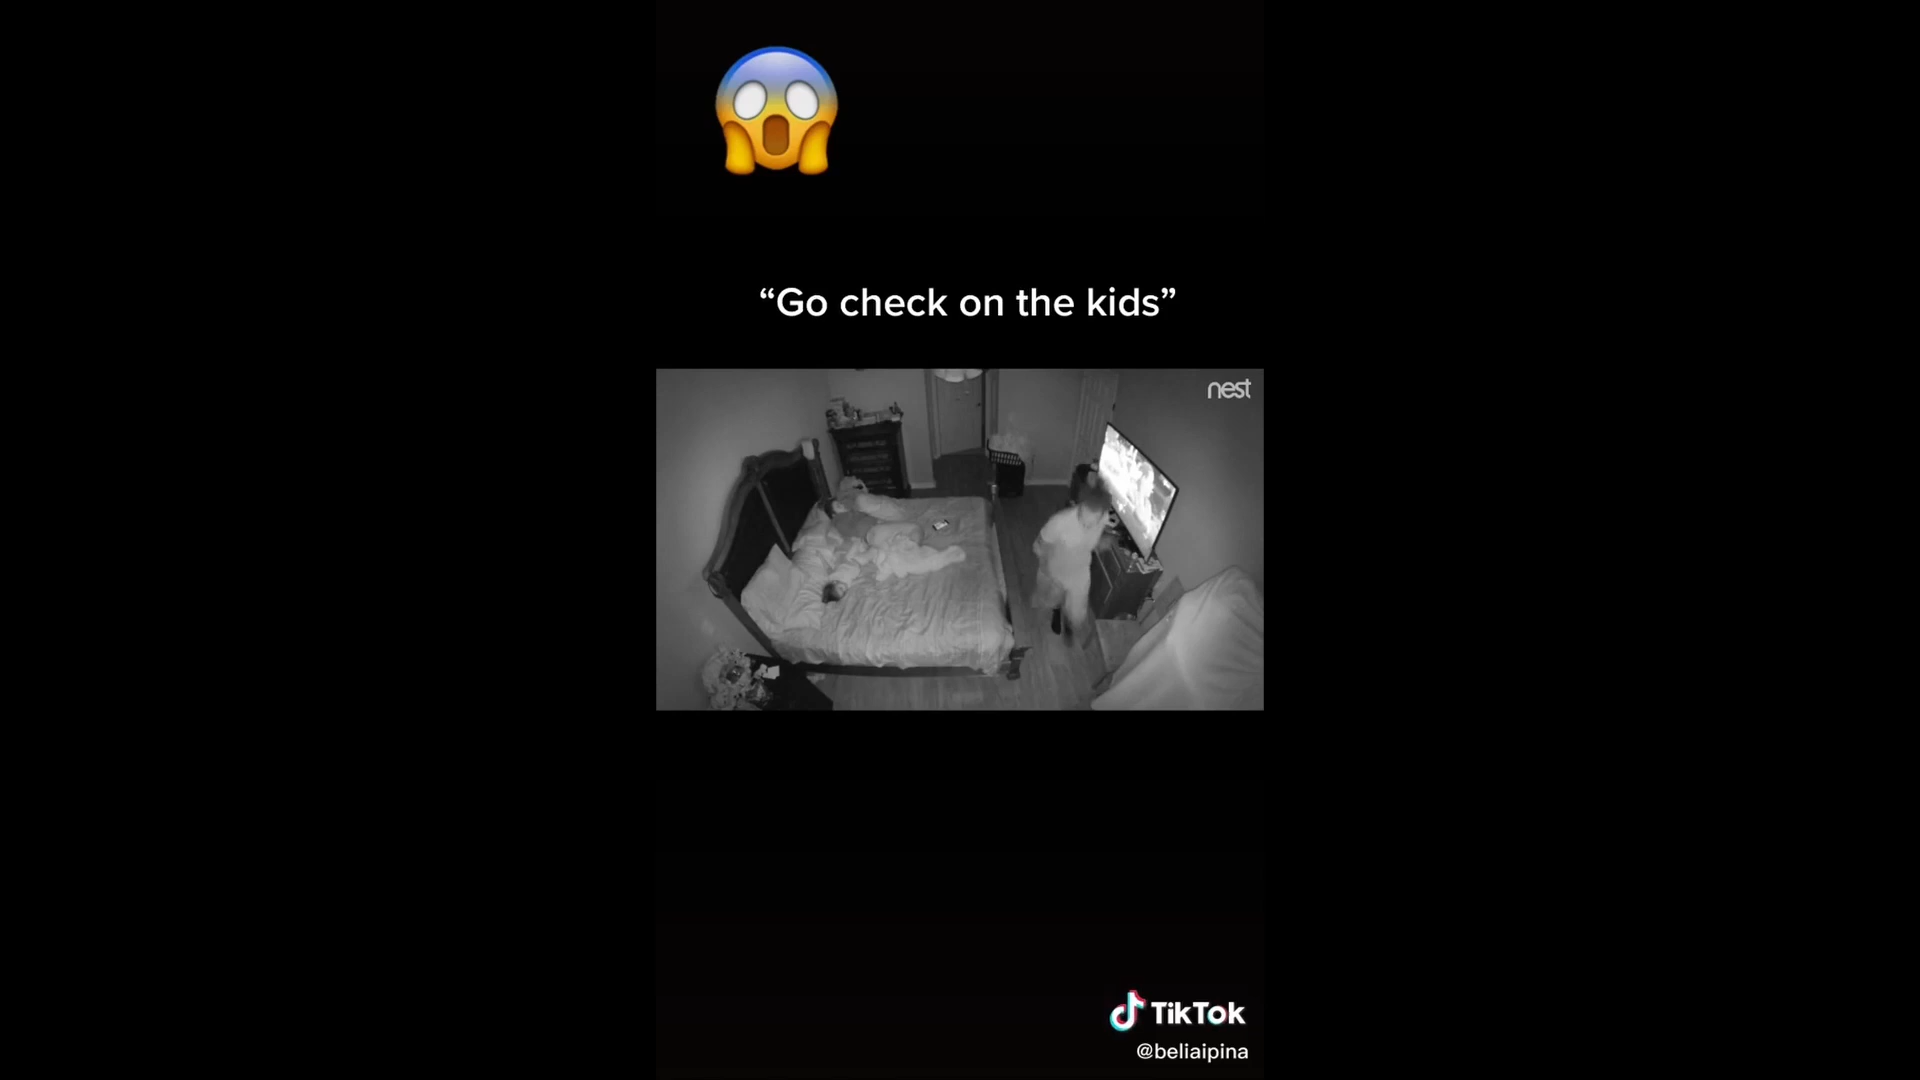 “Go check on the kids”
nest
TikTok
@beliaipina